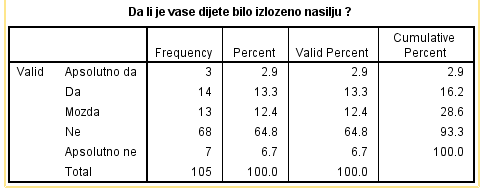 Da li je vase dijete bilo izlozeno nasilju ?
Frequency Percent Valid Percent Cumulative Percent
Valid Apsolutno da 3 2.9 2.9 2.9
Da 14 13.3 13.3 16.2
Mozda 13 12.4 12.4 28.6
Ne 68 64.8 64.8 93.3
Apsolutno ne 7 6.7 6.7 100.0
Total 105 100.0 100.0